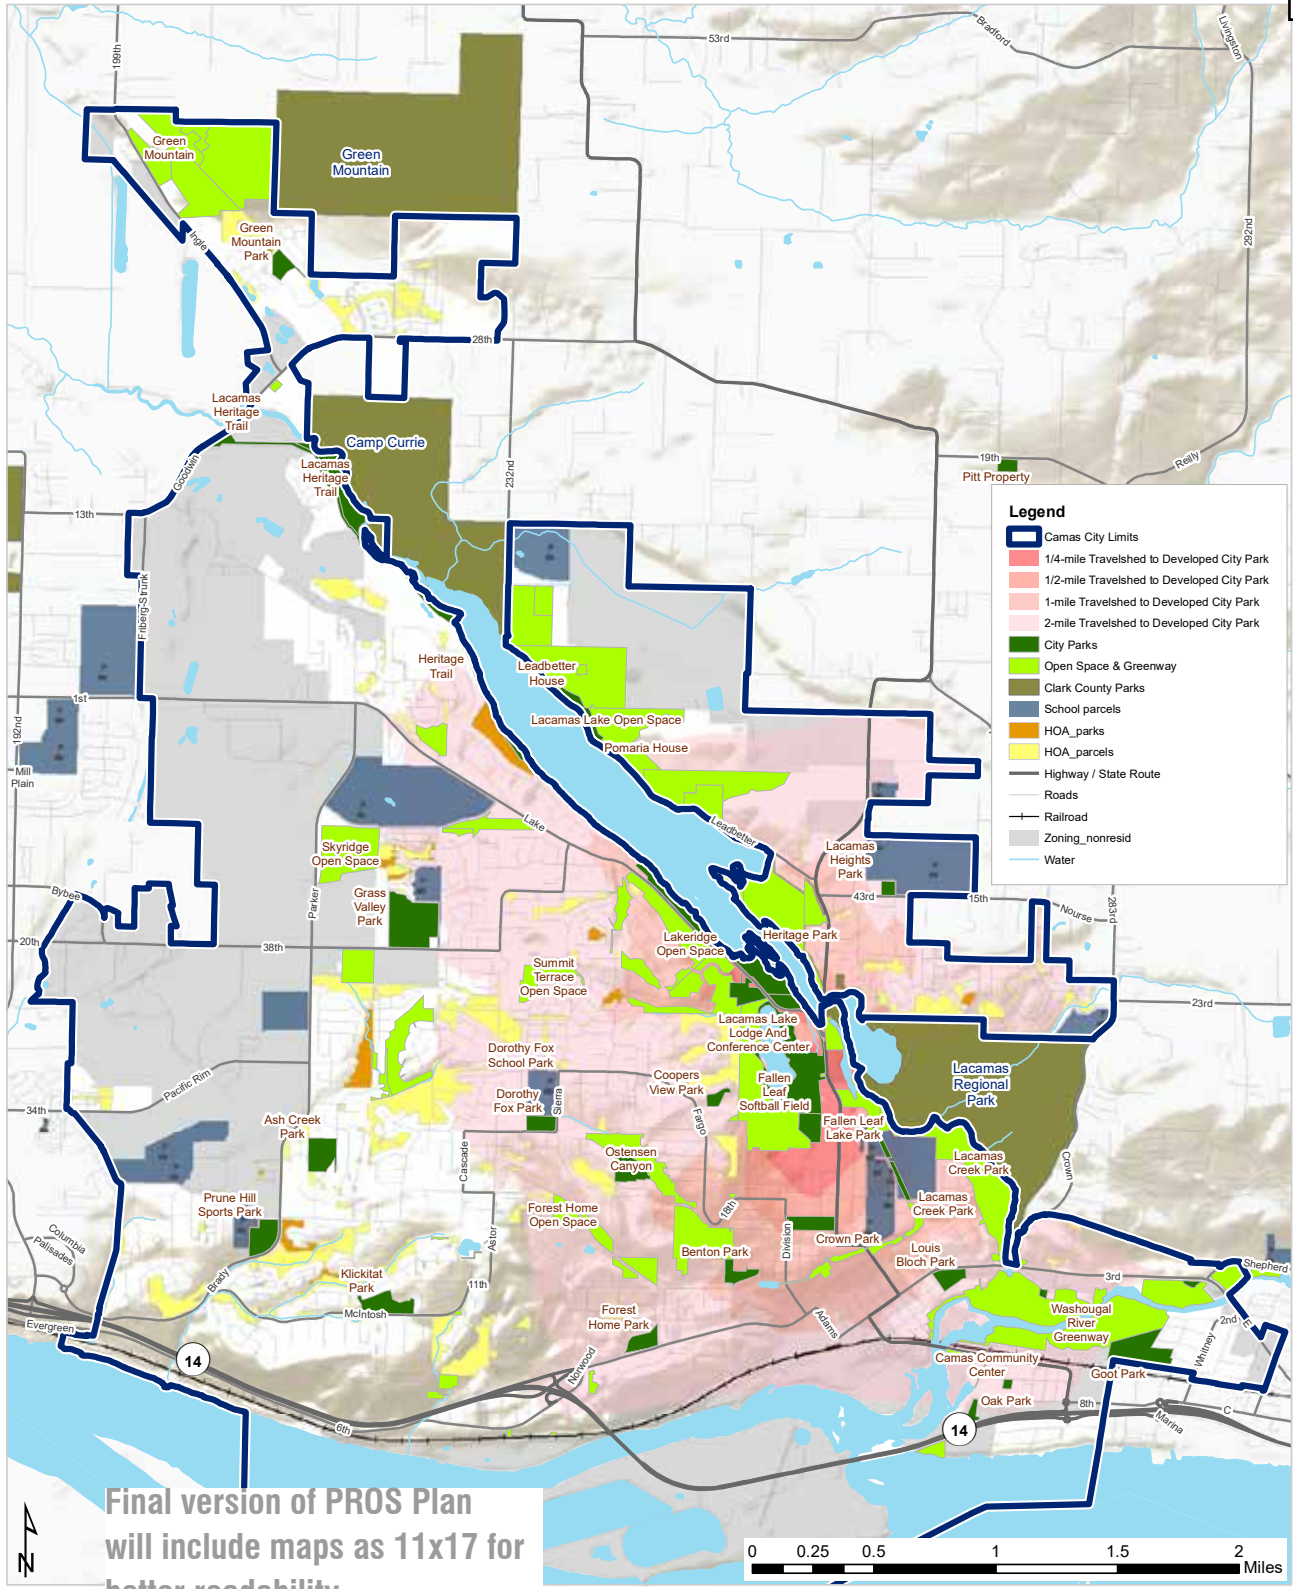 199th
53rd
Bradford
Livingston
Green
Mountain
Green
Mountain
Green
Mountain
Park
Ingle
292nd
28th
Lacamas
Heritage
Trail
Camp Currie
Lacamas
Heritage
Trail
Goodwin
232nd
19th
Pitt Property
Reilly
13th
Friberg-Strunk
Legend
Camas City Limits
1/4-mile Travelshed to Developed City Park
1/2-mile Travelshed to Developed City Park
1-mile Travelshed to Developed City Park
2-mile Travelshed to Developed City Park
City Parks
Open Space & Greenway
Clark County Parks
School parcels
HOA_parks
HOA_parcels
Highway / State Route
Roads
Railroad
Zoning_nonresid
Water
Heritage
Trail
Leadbetter
House
1st
192nd
Lacamas Lake Open Space
Pomaria House
Mill
Plain
Lake
Leadbetter
Skyridge
Open Space
Lacamas
Heights
Park
Bybee
Parker
Grass
Valley
Park
43rd
15th
Nourse
283rd
20th
38th
Heritage Park
Lakeridge
Open Space
Summit
Terrace
Open Space
23rd
Lacamas Lake
Lodge And
Conference Center
Dorothy Fox
School Park
Coopers
View Park
Lacamas
Regional
Park
Pacific Rim
Dorothy
Fox Park
Sierra
Fallen
Leaf
Softball Field
34th
Ash Creek
Park
Fargo
Fallen Leaf
Lake Park
Cascade
Ostensen
Canyon
Lacamas
Creek Park
Crown
Prune Hill
Sports Park
Forest Home
Open Space
18th
Lacamas
Creek Park
Columbia
Palisades
Astor
Benton Park
Division
Crown Park
Louis
Bloch Park
Shepherd
Brady
Klickitat
Park
11th
3rd
McIntosh
Forest
Home Park
Adams
Washougal
River
Greenway
2nd
E
Whitney
Evergreen
14
Norwood
Camas Community
Center
Goot Park
Oak Park
8th
C
Marina
6th
14
Final version of PROS Plan
will include maps as 11x17 for
better readability
N
0 0.25 0.5 1 1.5 2
Miles